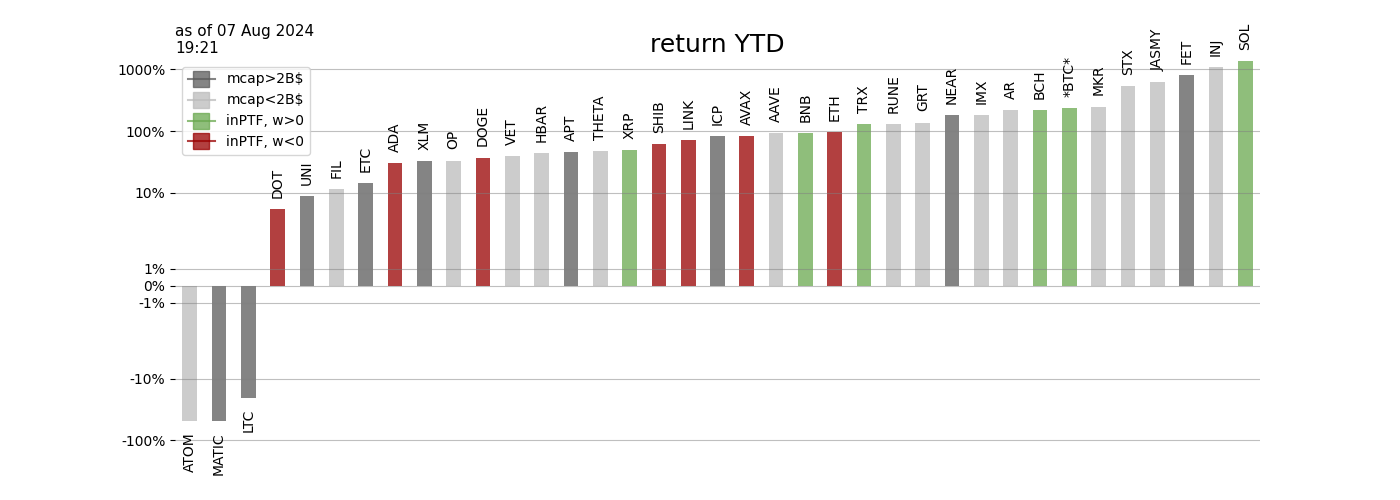 as of 07 Aug 2024
19:21
return YTD
1000%
100%
10%
1%
0%
-1%
-10%
-100%
mcap>2B$
mcap<2B$
inPTF, w>0
inPTF, w<0
ATOM
MATIC
LTC
DOT
UNI
FIL
ETC
ADA
XLM
OP
DOGE
VET
HBAR
APT
THETA
XRP
SHIB
LINK
ICP
AVAX
AAVE
BNB
ETH
TRX
RUNE
GRT
NEAR
IMX
AR
BCH
*BTC*
MKR
STX
JASMY
FET
INJ
SOL